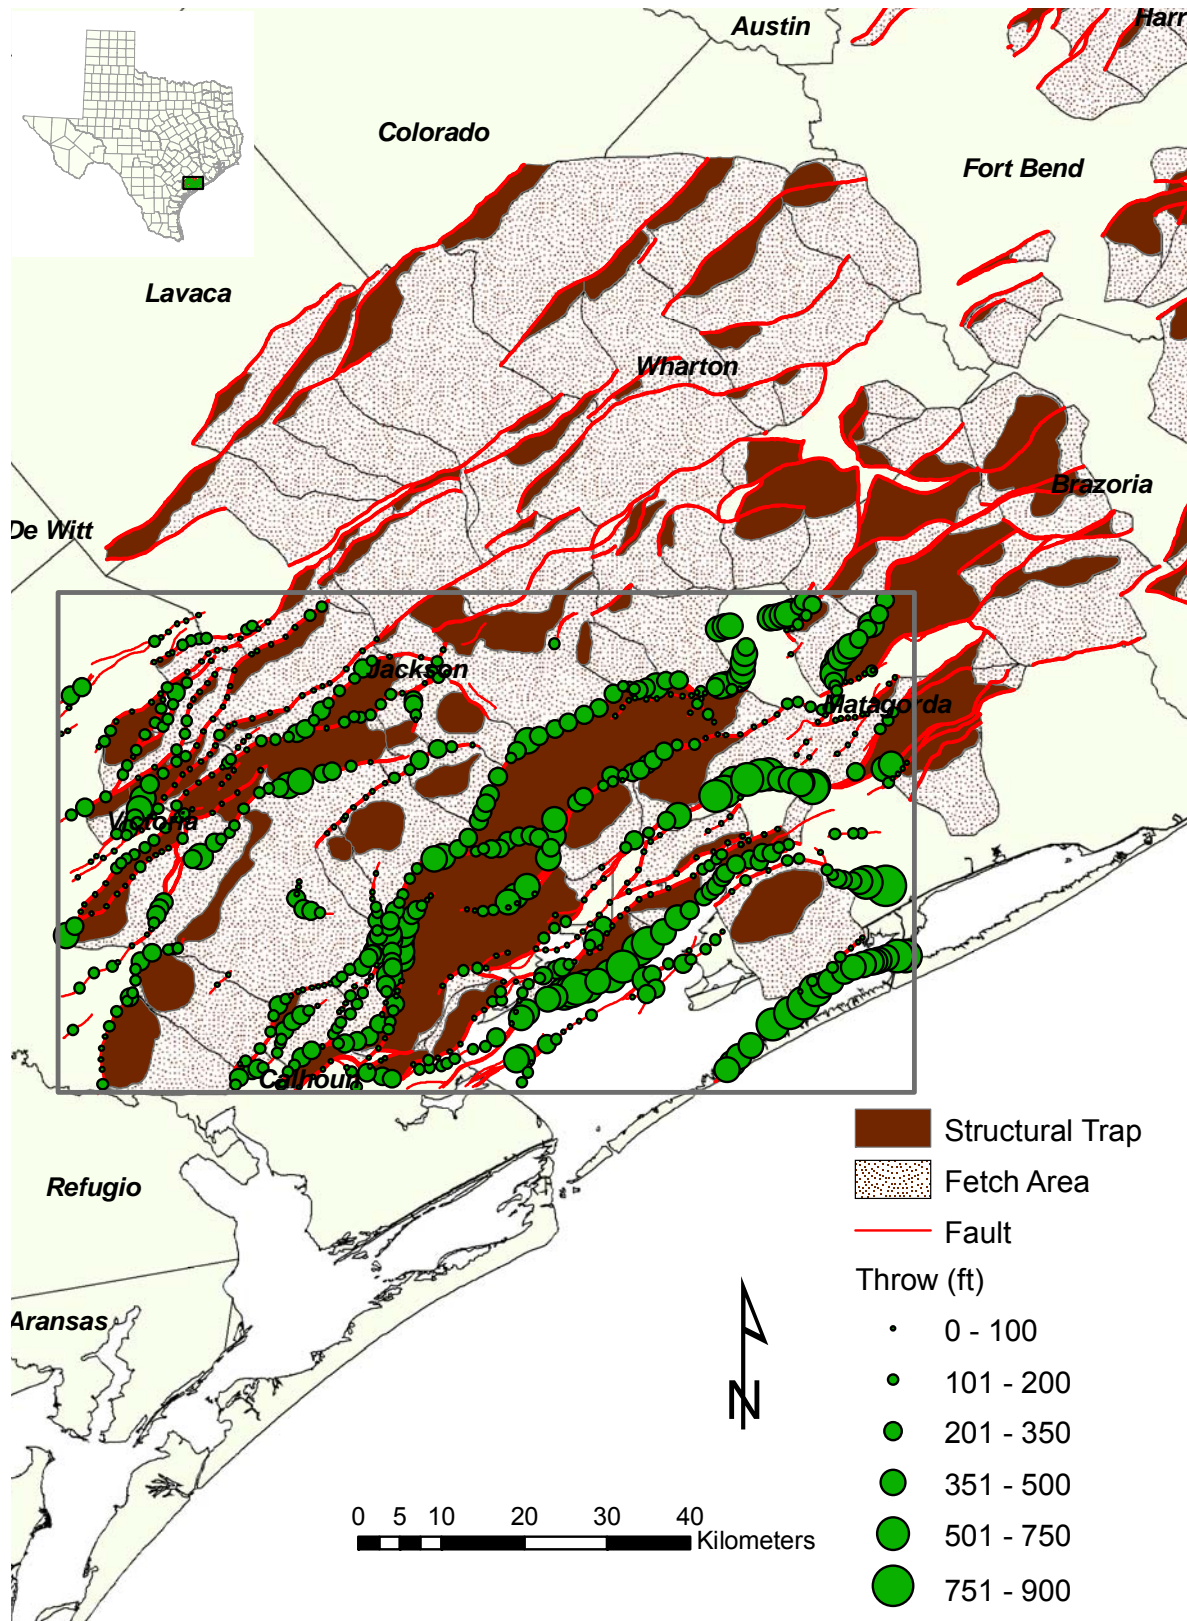 Austin
Harr
Colorado
Fort Bend
Lavaca
Wharton
Brazoria
De Witt
Jackson
Matagorda
Victoria
Calhoun
Refugio
Aransas
Structural Trap
Fetch Area
Fault
Throw (ft)
0 - 100
101 - 200
201 - 350
351 - 500
501 - 750
751 - 900
N
0 5 10 20 30 40
Kilometers